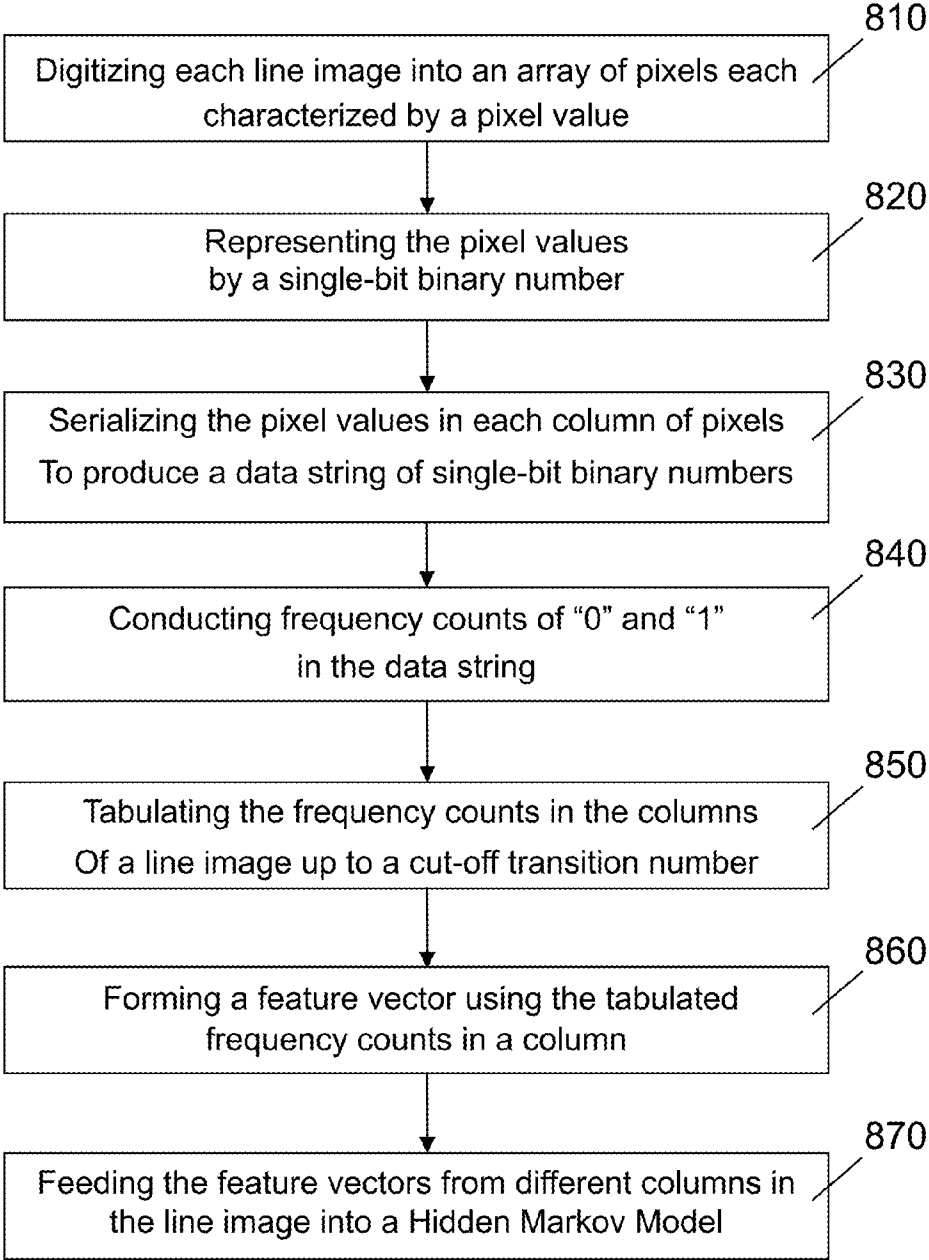 810
Digitizing each line image into an array of pixels each
characterized by a pixel value
820
Representing the pixel values
by a single-bit binary number
830
Serializing the pixel values in each column of pixels
To produce a data string of single-bit binary numbers
840
Conducting frequency counts of “0” and “1”
in the data string
850
Tabulating the frequency counts in the columns
Of a line image up to a cut-off transition number
860
Forming a feature vector using the tabulated
frequency counts in a column
870
Feeding the feature vectors from different columns in
the line image into a Hidden Markov Model